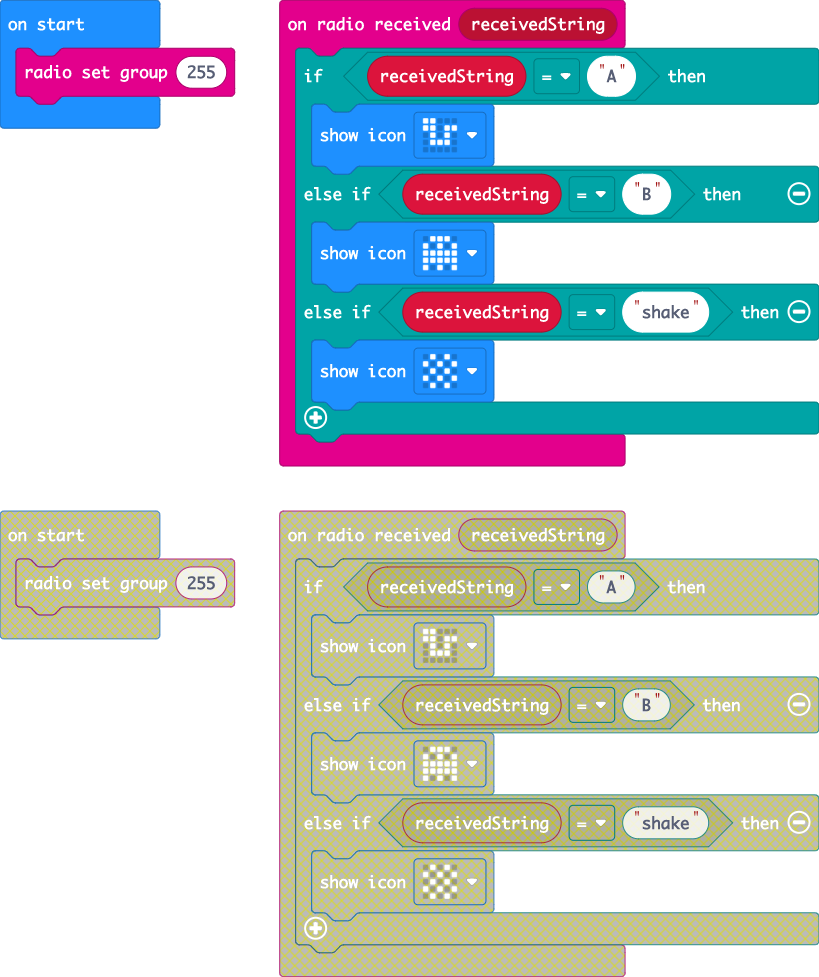 on start
radio set group 255
on radio received receivedString
if receivedString = "A" then
show icon
else if receivedString = "B" then
show icon
else if receivedString = "shake" then
show icon
on start
radio set group 255
on radio received receivedString
if receivedString = "A" then
show icon
else if receivedString = "B" then
show icon
else if receivedString = "shake" then
show icon